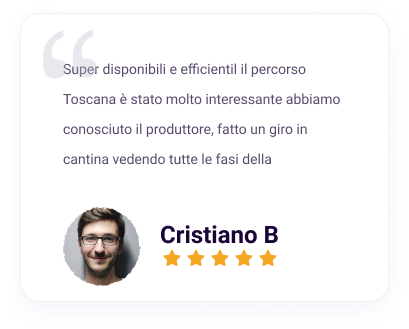 Super disponibili e efficientil il percorso
Toscana è stato molto interessante abbiamo
conosciuto il produttore, fatto un giro in
cantina vedendo tutte le fasi della
Cristiano B